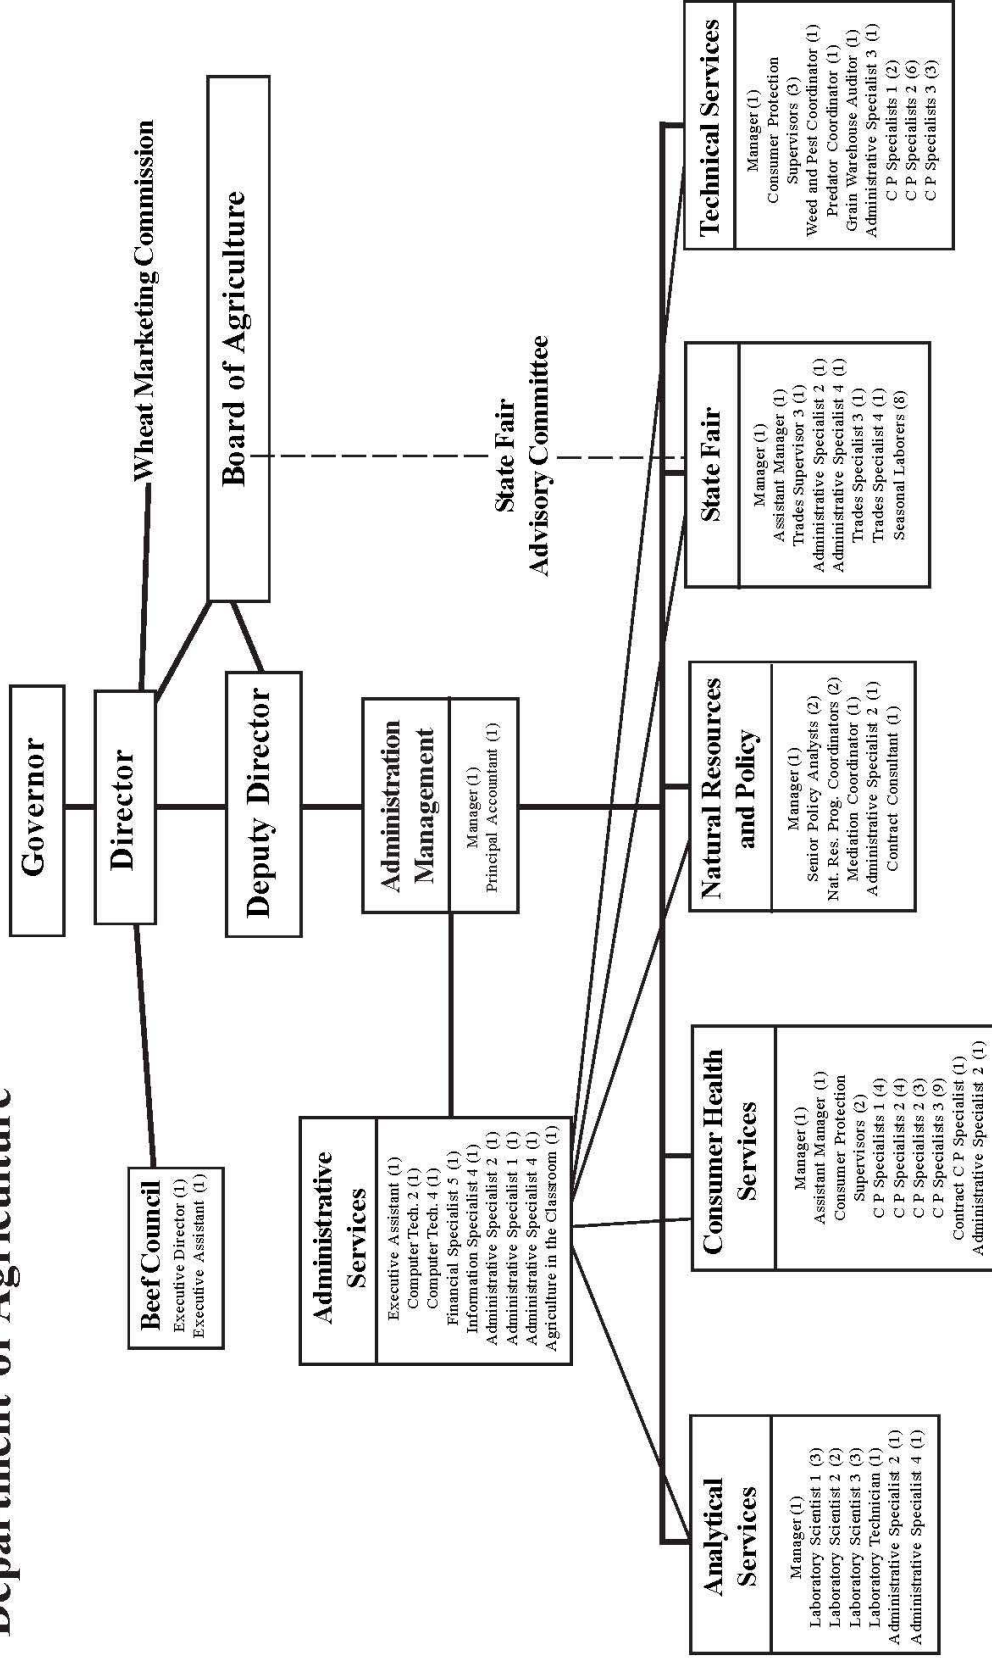 Department of Agriculture
Governor
Director
Wheat Marketing Commission
Beef Council
Executive Director (1)
Executive Assistant (1)
Board of Agriculture
Deputy Director
Administration
Management
Manager (1)
Principal Accountant (1)
Administrative
Services
Executive Assistant (1)
Computer Tech. 2 (1)
Computer Tech. 4 (1)
Financial Specialist 5 (1)
Information Specialist 4 (1)
Administrative Specialist 2 (1)
Administrative Specialist 1 (1)
Administrative Specialist 4 (1)
Agriculture in the Classroom (1)
State Fair
Advisory Committee
Analytical
Services
Manager (1)
Laboratory Scientist 1 (3)
Laboratory Scientist 2 (2)
Laboratory Scientist 3 (3)
Laboratory Technician (1)
Administrative Specialist 2 (1)
Administrative Specialist 4 (1)
Consumer Health
Services
Manager (1)
Assistant Manager (1)
Consumer Protection
Supervisors (2)
C P Specialists 1 (4)
C P Specialists 2 (4)
C P Specialists 2 (3)
C P Specialists 3 (9)
Contract C P Specialist (1)
Administrative Specialist 2 (1)
Natural Resources
and Policy
Manager (1)
Senior Policy Analysts (2)
Nat. Res. Prog. Coordinators (2)
Mediation Coordinator (1)
Administrative Specialist 2 (1)
Contract Consultant (1)
State Fair
Manager (1)
Assistant Manager (1)
Trades Supervisor 3 (1)
Administrative Specialist 2 (1)
Administrative Specialist 4 (1)
Trades Specialist 3 (1)
Trades Specialist 4 (1)
Seasonal Laborers (8)
Technical Services
Manager (1)
Consumer Protection
Supervisors (3)
Weed and Pest Coordinator (1)
Predator Coordinator (1)
Grain Warehouse Auditor (1)
Administrative Specialist 3 (1)
C P Specialists 1 (2)
C P Specialists 2 (6)
C P Specialists 3 (3)